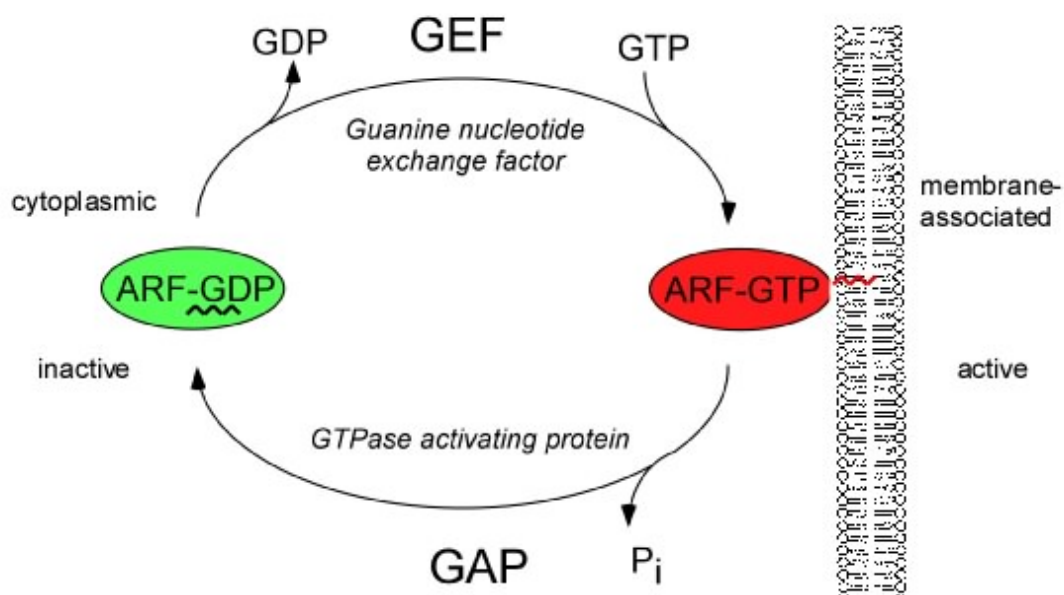 GDP
GEF
GTP
Guanine nucleotide
exchange factor
cytoplasmic
membrane-
associated
ARF-GDP
ARF-GTP
inactive
active
GTPase activating protein
GAP
Pi